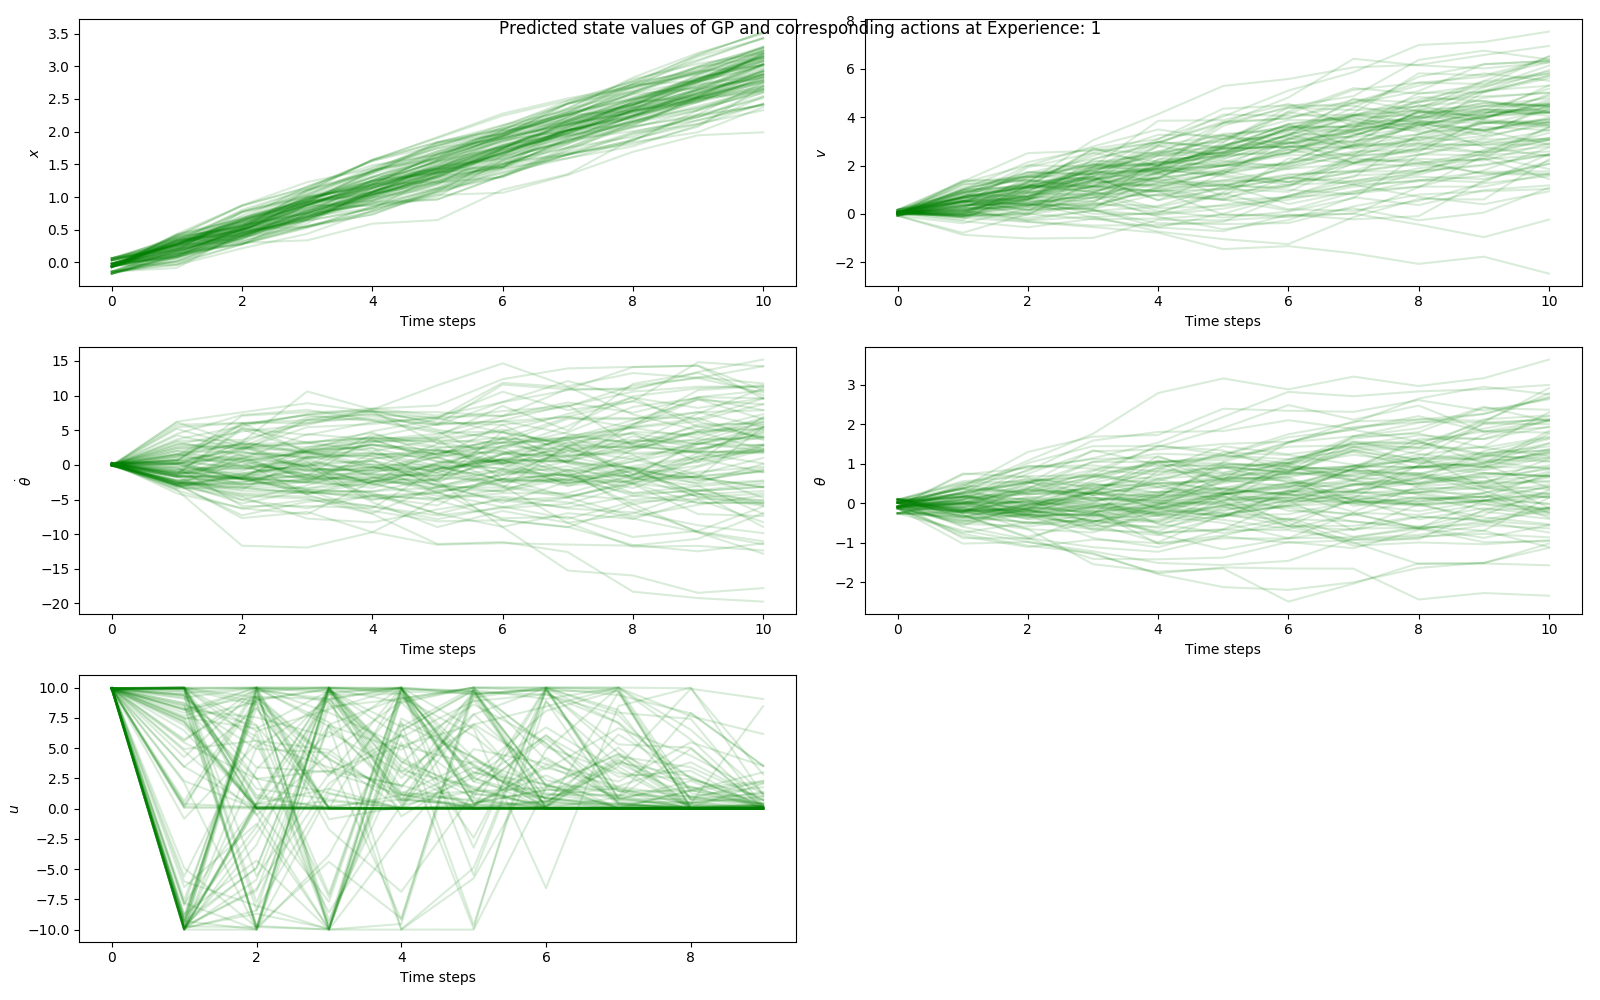 Predicted state values of GP and corresponding actions at Experience: 1
3.5
3.0
2.5
2.0
1.5
1.0
0.5
0.0
x
0 2 4 6 8 10
Time steps
8
6
4
2
0
−2
v
0 2 4 6 8 10
Time steps
15
10
5
0
−5
−10
−15
−20
θ̇
0 2 4 6 8 10
Time steps
3
2
1
0
−1
−2
θ
0 2 4 6 8 10
Time steps
10.0
7.5
5.0
2.5
0.0
−2.5
−5.0
−7.5
−10.0
u
0 2 4 6 8
Time steps